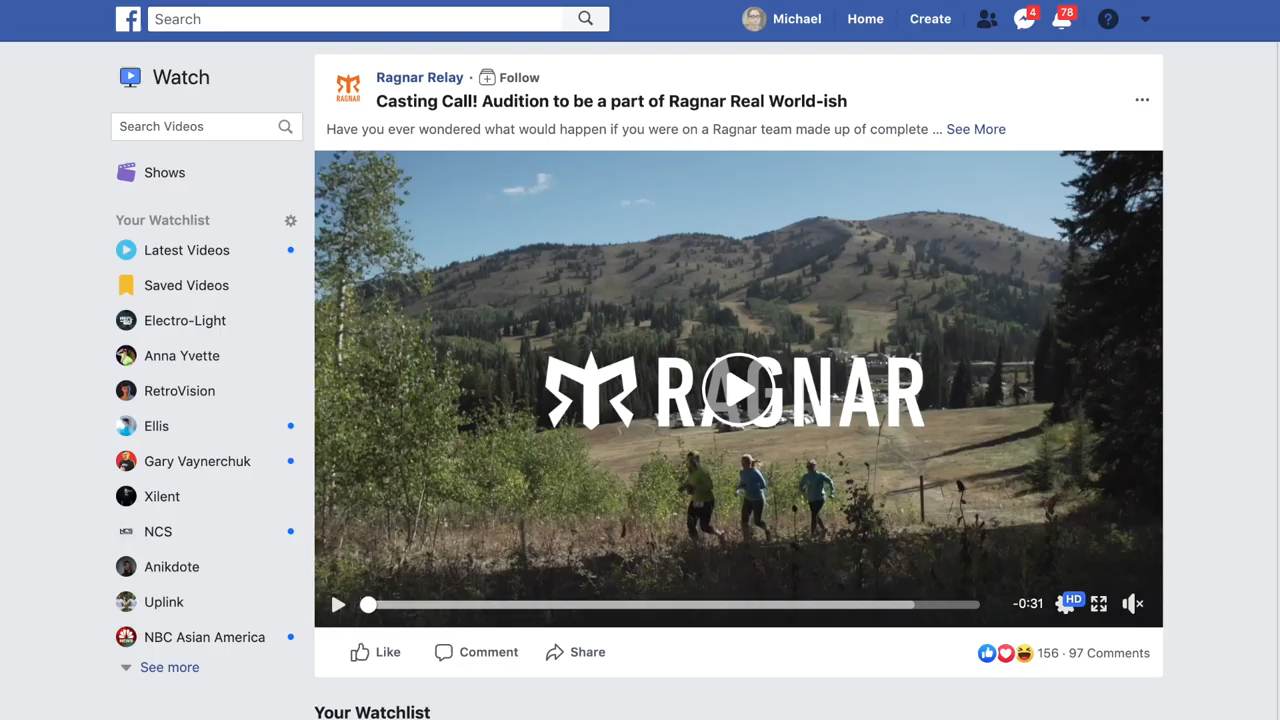 Search
Michael
Home
Create
4
78
Watch
Search Videos
Shows
Your Watchlist
Latest Videos
Saved Videos
Electro-Light
Anna Yvette
RetroVision
Ellis
Gary Vaynerchuk
Xilent
NCS
Anikdote
Uplink
NBC Asian America
See more
RAGNAR
Ragnar Relay · Follow
Casting Call! Audition to be a part of Ragnar Real World-ish
Have you ever wondered what would happen if you were on a Ragnar team made up of complete ... See More
RAGNAR
-0:31
HD
Like
Comment
Share
156 · 97 Comments
Your Watchlist